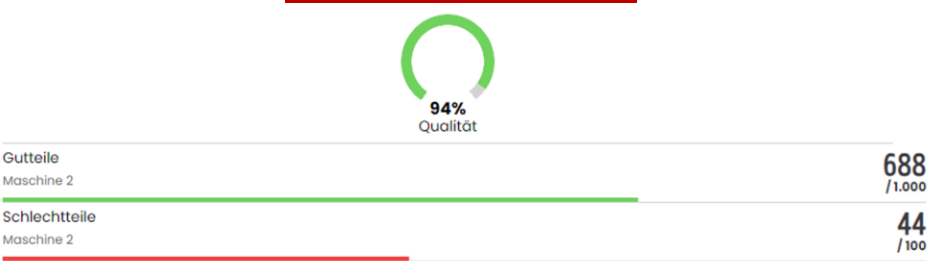 94%
Qualität
Gutteile
688
Maschine 2
/ 1.000
Schlechtteile
44
Maschine 2
/ 100